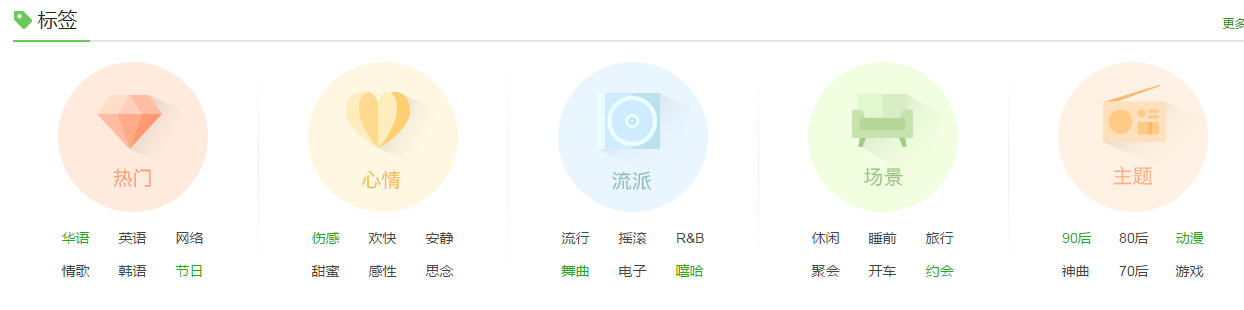 标签
更多
热门 心情 流派 场景 主题
华语 英语 网络 伤感 欢快 安静 流行 摇滚 R&B 休闲 睡前 旅行 90后 80后 动漫
情歌 韩语 节日 甜蜜 感性 思念 舞曲 电子 嘻哈 聚会 开车 约会 神曲 70后 游戏